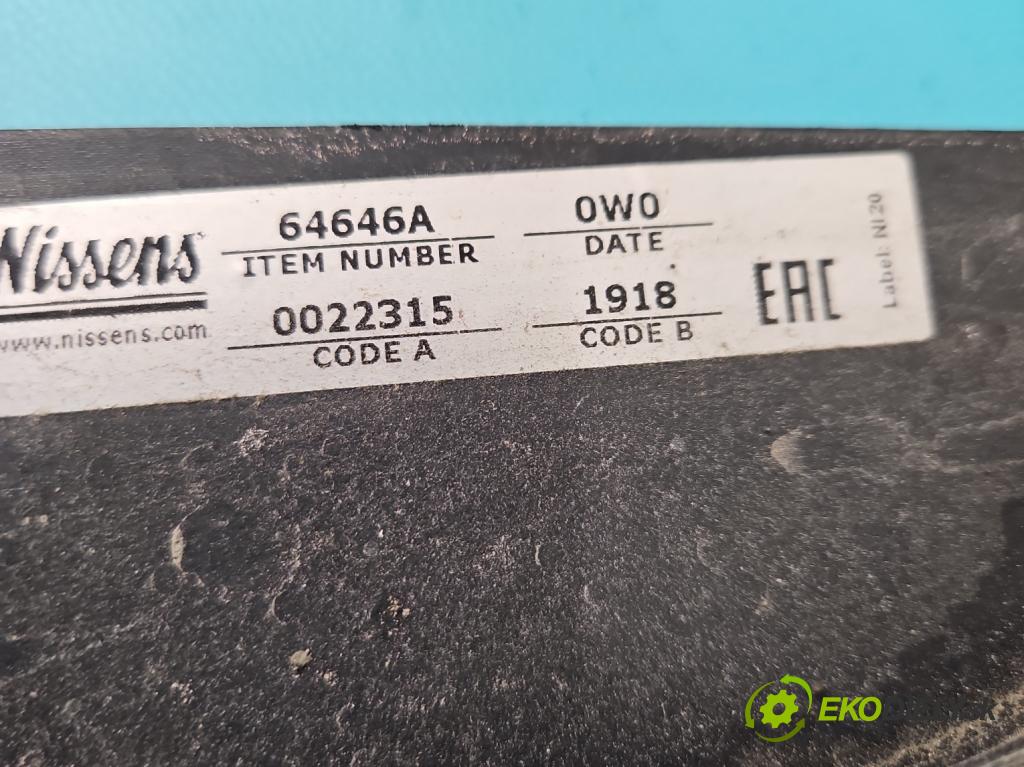 Nissens
www.nissens.com
64646A
ITEM NUMBER
0022315
CODE A
0W0
DATE
1918
CODE B
EAC
Label: NI20
EKO